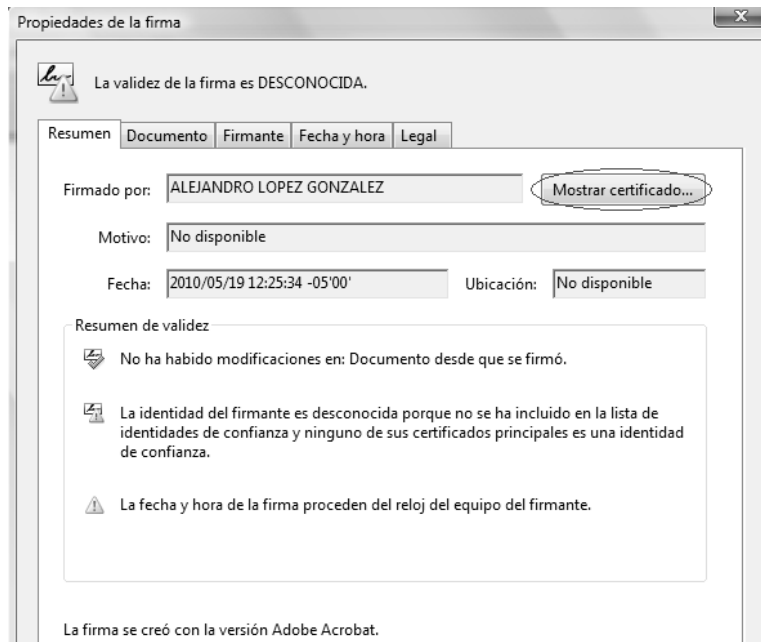 Propiedades de la firma
X
La validez de la firma es DESCONOCIDA.
Resumen Documento Firmante Fecha y hora Legal
Firmado por: ALEJANDRO LOPEZ GONZALEZ Mostrar certificado...
Motivo: No disponible
Fecha: 2010/05/19 12:25:34 -05'00' Ubicación: No disponible
Resumen de validez
No ha habido modificaciones en: Documento desde que se firmó.
La identidad del firmante es desconocida porque no se ha incluido en la lista de
identidades de confianza y ninguno de sus certificados principales es una identidad
de confianza.
La fecha y hora de la firma proceden del reloj del equipo del firmante.
La firma se creó con la versión Adobe Acrobat.